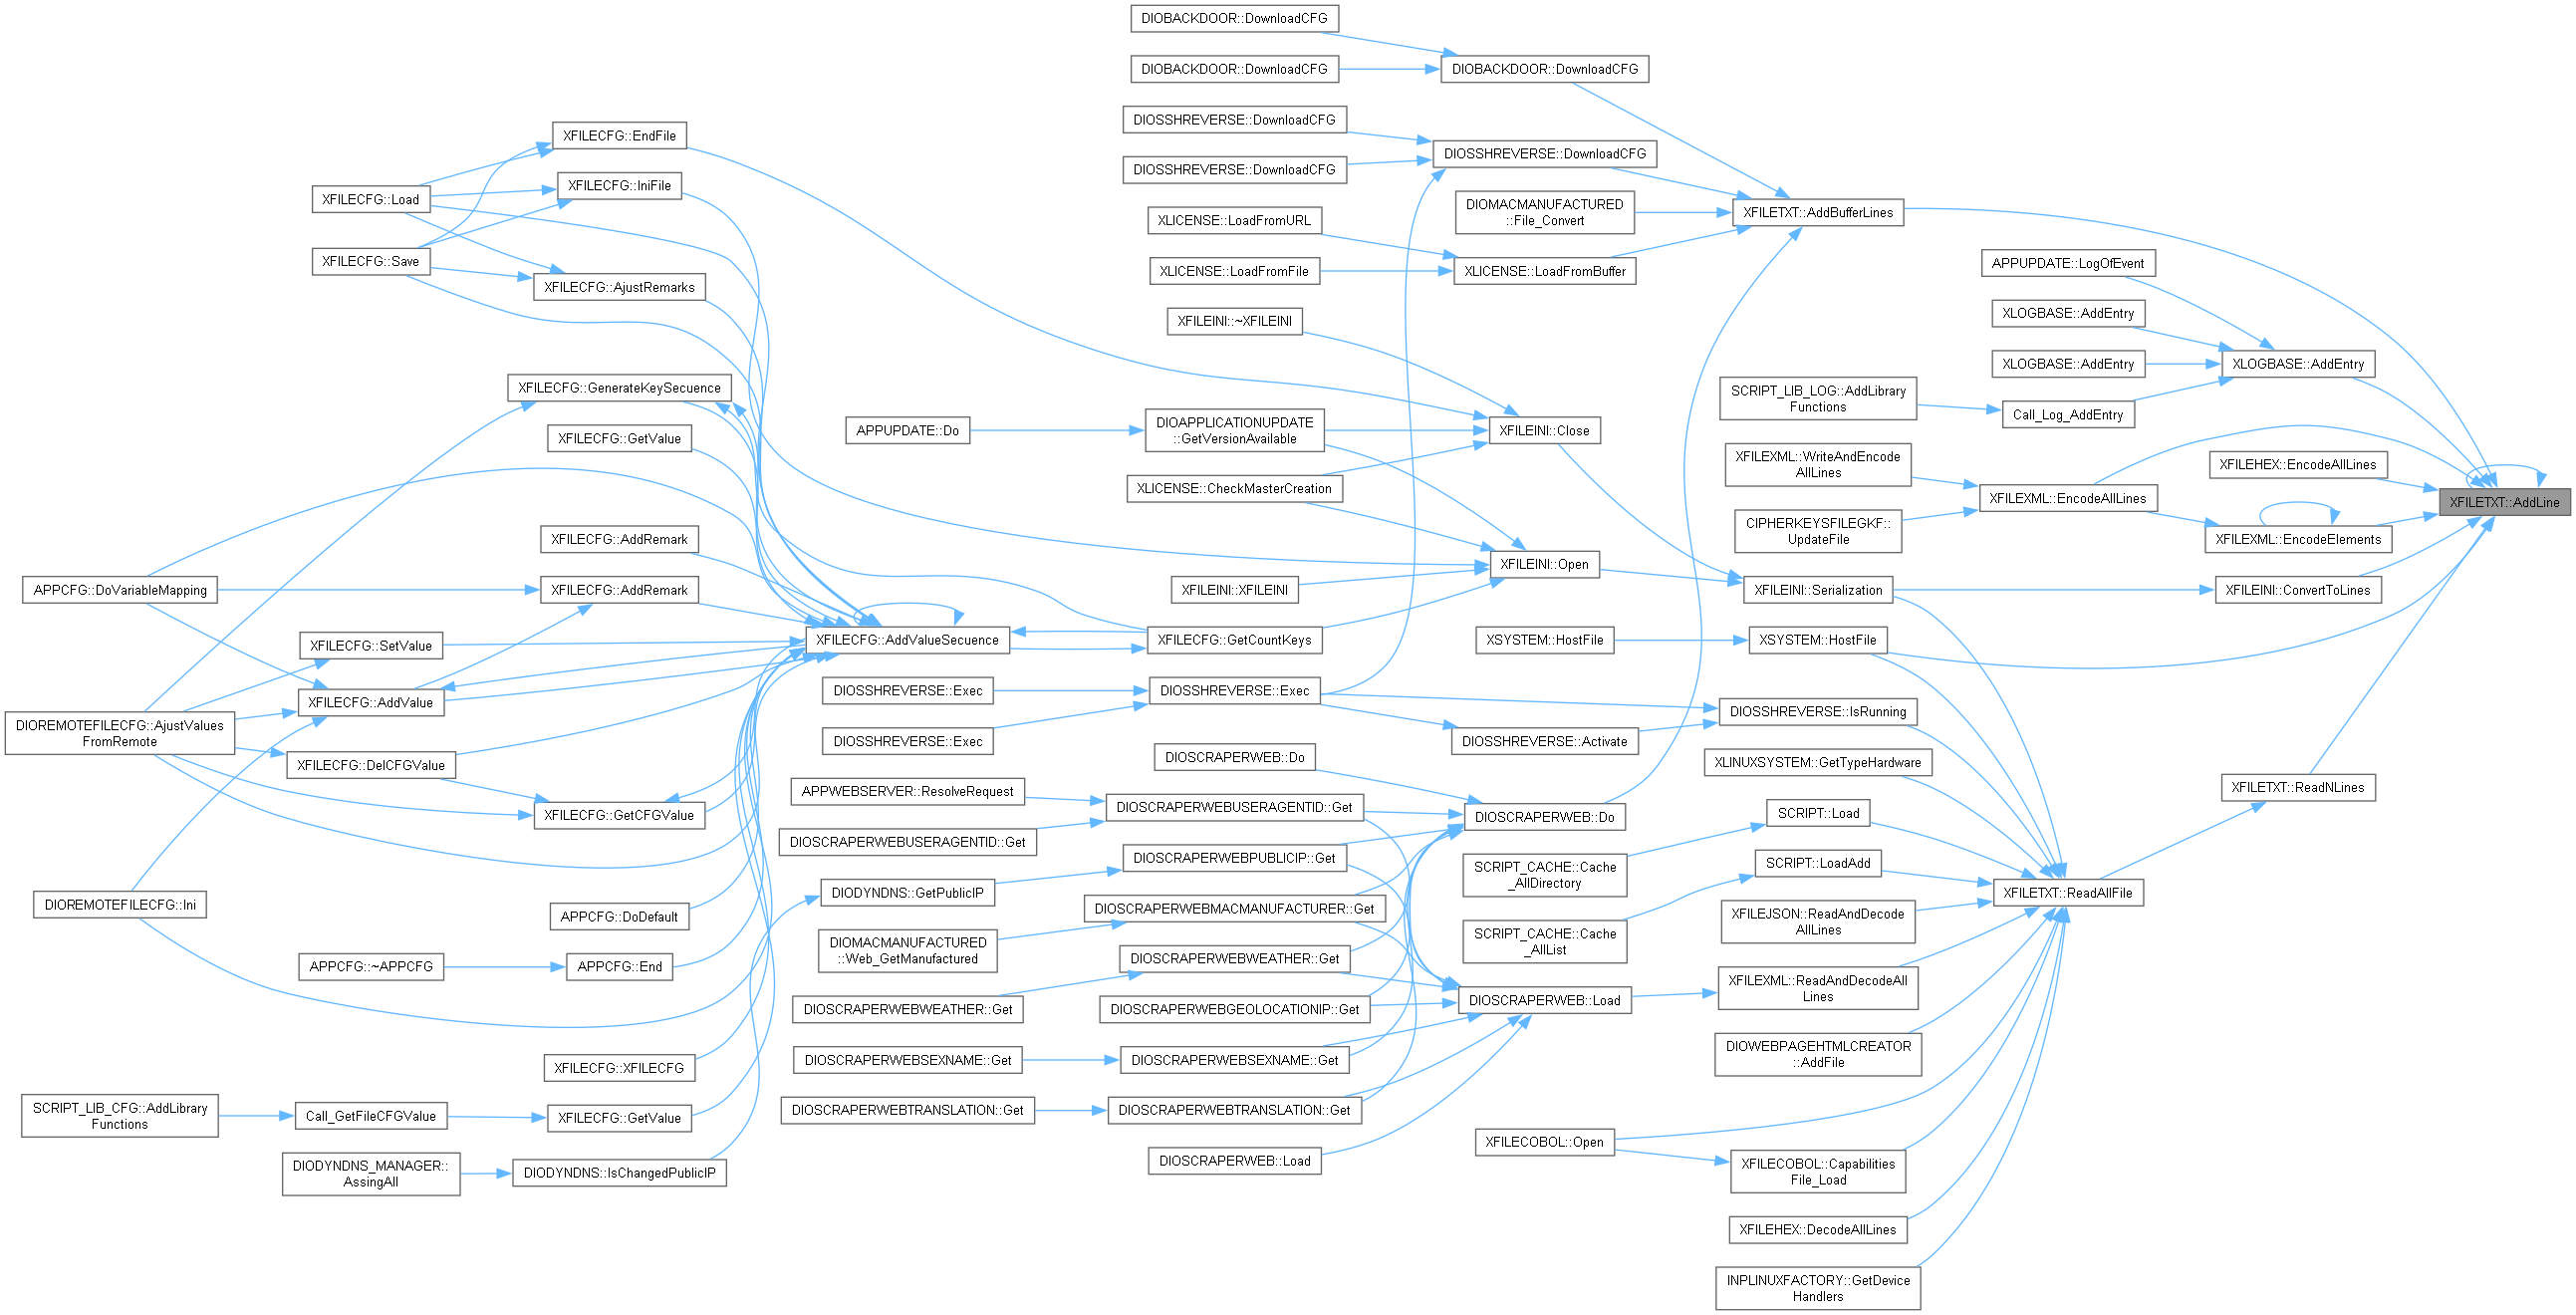 DIOBACKDOOR::DownloadCFG
DIOBACKDOOR::DownloadCFG
DIOBACKDOOR::DownloadCFG
DIOSSHREVERSE::DownloadCFG
XFILECFG::EndFile
DIOSSHREVERSE::DownloadCFG
DIOSSHREVERSE::DownloadCFG
XFILECFG::IniFile
XFILECFG::Load
DIOMACMANUFACTURED
::File_Convert
XFILETXT::AddBufferLines
XLICENSE::LoadFromURL
XFILECFG::Save
XLICENSE::LoadFromFile
XLICENSE::LoadFromBuffer
APPUPDATE::LogOfEvent
XFILECFG::AjustRemarks
XFILEINI::~XFILEINI
XLOGBASE::AddEntry
XLOGBASE::AddEntry
XLOGBASE::AddEntry
XFILECFG::GenerateKeySecuence
SCRIPT_LIB_LOG::AddLibrary
Functions
Call_Log_AddEntry
XFILECFG::GetValue
APPUPDATE::Do
DIOAPPLICATIONUPDATE
::GetVersionAvailable
XFILEINI::Close
XFILEXML::WriteAndEncode
AllLines
XFILEHEX::EncodeAllLines
XLICENSE::CheckMasterCreation
XFILEXML::EncodeAllLines
XFILETXT::AddLine
CIPHERKEYSFILEGKF::
UpdateFile
XFILEXML::EncodeElements
XFILECFG::AddRemark
XFILEINI::Open
APPCFG::DoVariableMapping
XFILECFG::AddRemark
XFILEINI::XFILEINI
XFILEINI::Serialization
XFILEINI::ConvertToLines
XFILECFG::SetValue
XFILECFG::AddValueSecuence
XFILECFG::GetCountKeys
XSYSTEM::HostFile
XSYSTEM::HostFile
XFILECFG::AddValue
DIOSSHREVERSE::Exec
DIOSSHREVERSE::Exec
DIOSSHREVERSE::IsRunning
DIOREMOTEFILECFG::AjustValues
FromRemote
DIOSSHREVERSE::Exec
DIOSSHREVERSE::Activate
XFILECFG::DelCFGValue
DIOSCRAPERWEB::Do
XLINUXSYSTEM::GetTypeHardware
XFILETXT::ReadNLines
APPWEBSERVER::ResolveRequest
DIOSCRAPERWEBUSERAGENTID::Get
XFILECFG::GetCFGValue
DIOSCRAPERWEB::Do
SCRIPT::Load
DIOSCRAPERWEBUSERAGENTID::Get
DIOSCRAPERWEBPUBLICIP::Get
SCRIPT_CACHE::Cache
_AllDirectory
SCRIPT::LoadAdd
DIODYNDNS::GetPublicIP
XFILETXT::ReadAllFile
DIOREMOTEFILECFG::Ini
APPCFG::DoDefault
DIOSCRAPERWEBMACMANUFACTURER::Get
XFILEJSON::ReadAndDecode
AllLines
DIOMACMANUFACTURED
::Web_GetManufactured
SCRIPT_CACHE::Cache
_AllList
APPCFG::~APPCFG
APPCFG::End
DIOSCRAPERWEBWEATHER::Get
XFILEXML::ReadAndDecodeAll
Lines
DIOSCRAPERWEBWEATHER::Get
DIOSCRAPERWEBGEOLOCATIONIP::Get
DIOSCRAPERWEB::Load
DIOWEBPAGEHTMLCREATOR
::AddFile
XFILECFG::XFILECFG
DIOSCRAPERWEBSEXNAME::Get
DIOSCRAPERWEBSEXNAME::Get
SCRIPT_LIB_CFG::AddLibrary
Functions
Call_GetFileCFGValue
XFILECFG::GetValue
DIOSCRAPERWEBTRANSLATION::Get
DIOSCRAPERWEBTRANSLATION::Get
XFILECOBOL::Open
DIODYNDNS_MANAGER::
AssingAll
DIODYNDNS::IsChangedPublicIP
DIOSCRAPERWEB::Load
XFILECOBOL::Capabilities
File_Load
XFILEHEX::DecodeAllLines
INPLINUXFACTORY::GetDevice
Handlers